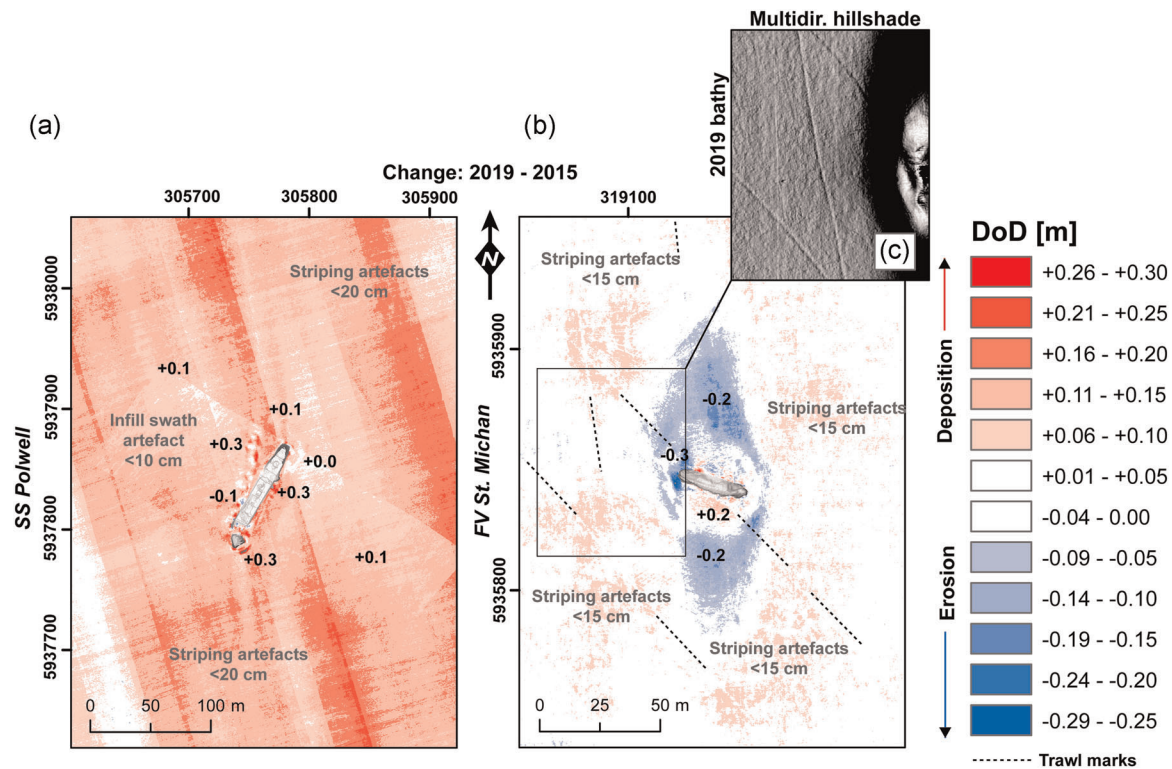 Multidir. hillshade
2019 bathy
(c)
(a)
(b)
Change: 2019 - 2015
305700
305800
305900
5938000
5937900
5937800
5937700
SS Polwell
Striping artefacts
<20 cm
+0.1
+0.1
Infill swath
artefact
<10 cm
+0.3
+0.0
-0.1
+0.3
+0.3
+0.1
Striping artefacts
<20 cm
0
50
100 m
N
FV St. Michan
319100
5935900
5935800
Striping artefacts
<15 cm
-0.2
Striping artefacts
<15 cm
-0.3
+0.2
-0.2
Striping artefacts
<15 cm
Striping artefacts
<15 cm
0
25
50 m
DoD [m]
Deposition
Erosion
+0.26 - +0.30
+0.21 - +0.25
+0.16 - +0.20
+0.11 - +0.15
+0.06 - +0.10
+0.01 - +0.05
-0.04 - 0.00
-0.09 - -0.05
-0.14 - -0.10
-0.19 - -0.15
-0.24 - -0.20
-0.29 - -0.25
Trawl marks